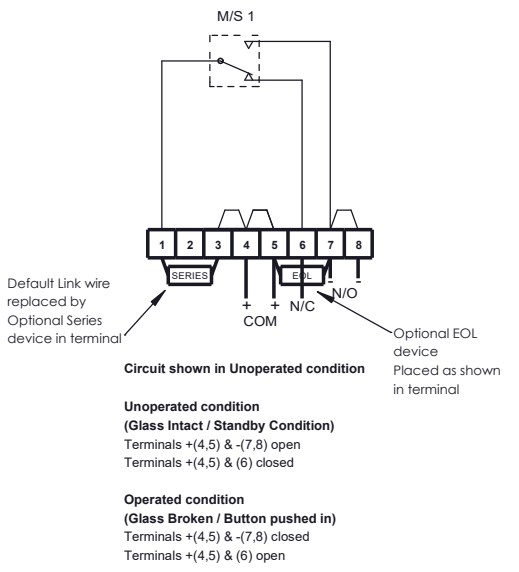 M/S 1
1 2 3 4 5 6 7 8
SERIES
EOL
+ + N/C - -
COM
N/O
Default Link wire
replaced by
Optional Series
device in terminal
Optional EOL
device
Placed as shown
in terminal
Circuit shown in Unoperated condition
Unoperated condition
(Glass Intact / Standby Condition)
Terminals +(4,5) & -(7,8) open
Terminals +(4,5) & (6) closed
Operated condition
(Glass Broken / Button pushed in)
Terminals +(4,5) & -(7,8) closed
Terminals +(4,5) & (6) open